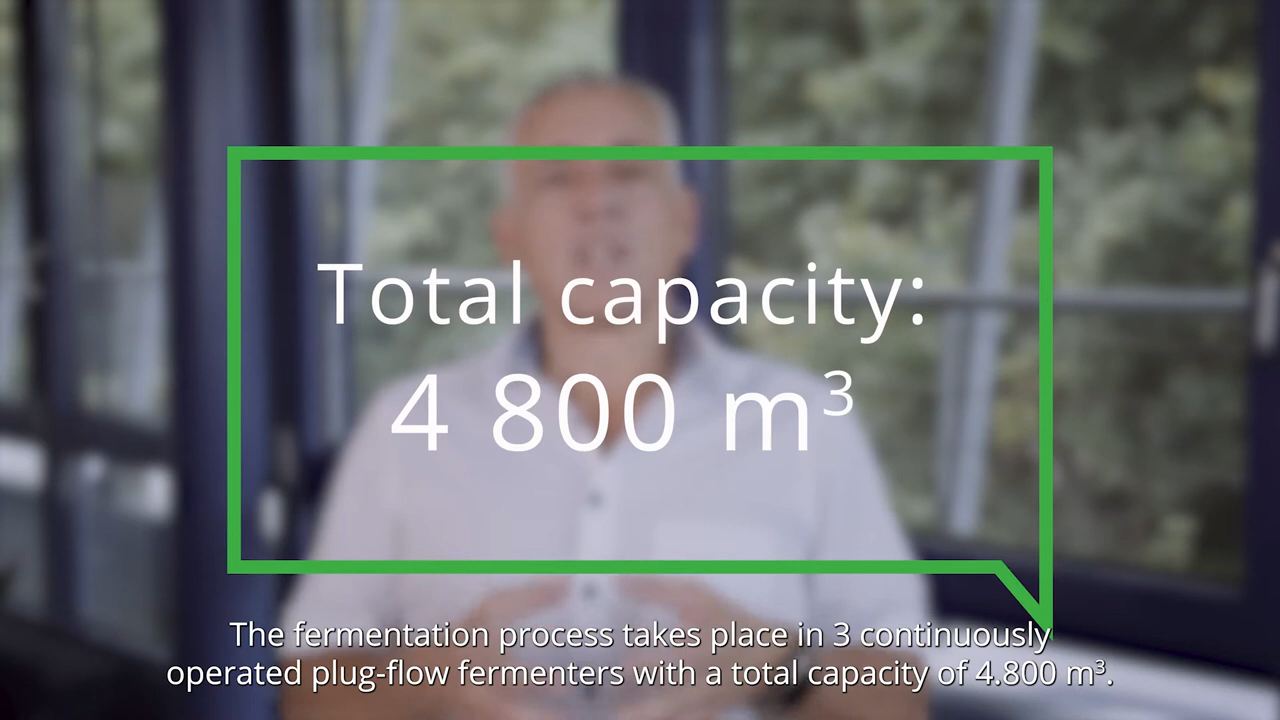 Total capacity:
4 800 m³
The fermentation process takes place in 3 continuously
operated plug-flow fermenters with a total capacity of 4.800 m³.